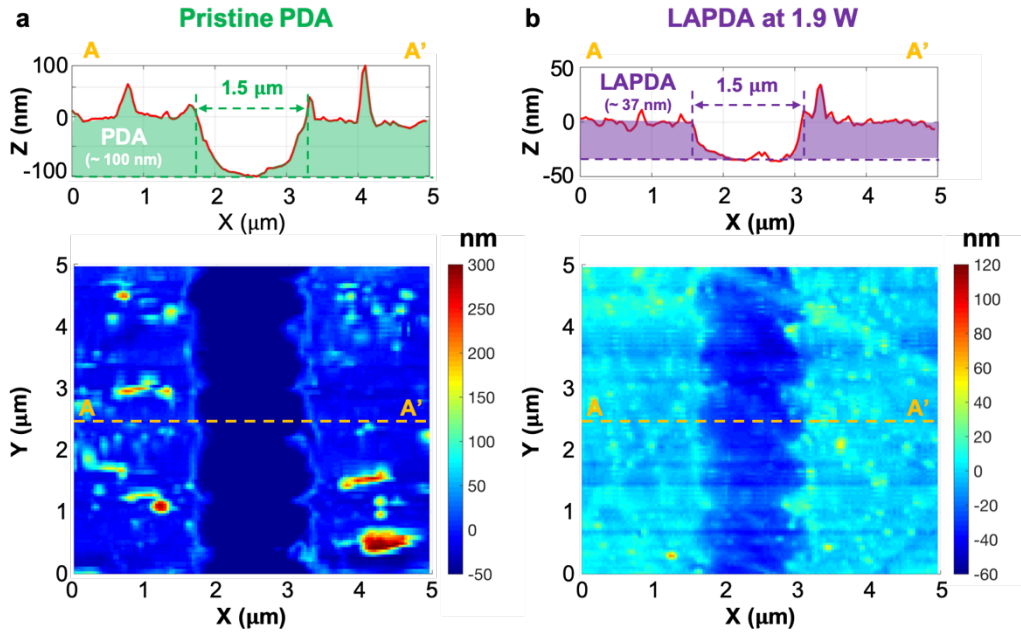 a Pristine PDA
A A'
100
0
-100
Z (nm)
1.5 μm
PDA
(~ 100 nm)
0 1 2 3 4 5
X (μm)
b LAPDA at 1.9 W
A A'
50
0
-50
Z (nm)
LAPDA
(~ 37 nm)
1.5 μm
0 1 2 3 4 5
X (μm)
nm
5
4
3
2
1
0
Y (μm)
A A'
0 1 2 3 4 5
X (μm)
300
250
200
150
100
50
0
-50
nm
5
4
3
2
1
0
Y (μm)
A A'
0 1 2 3 4 5
X (μm)
120
100
80
60
40
20
0
-20
-40
-60